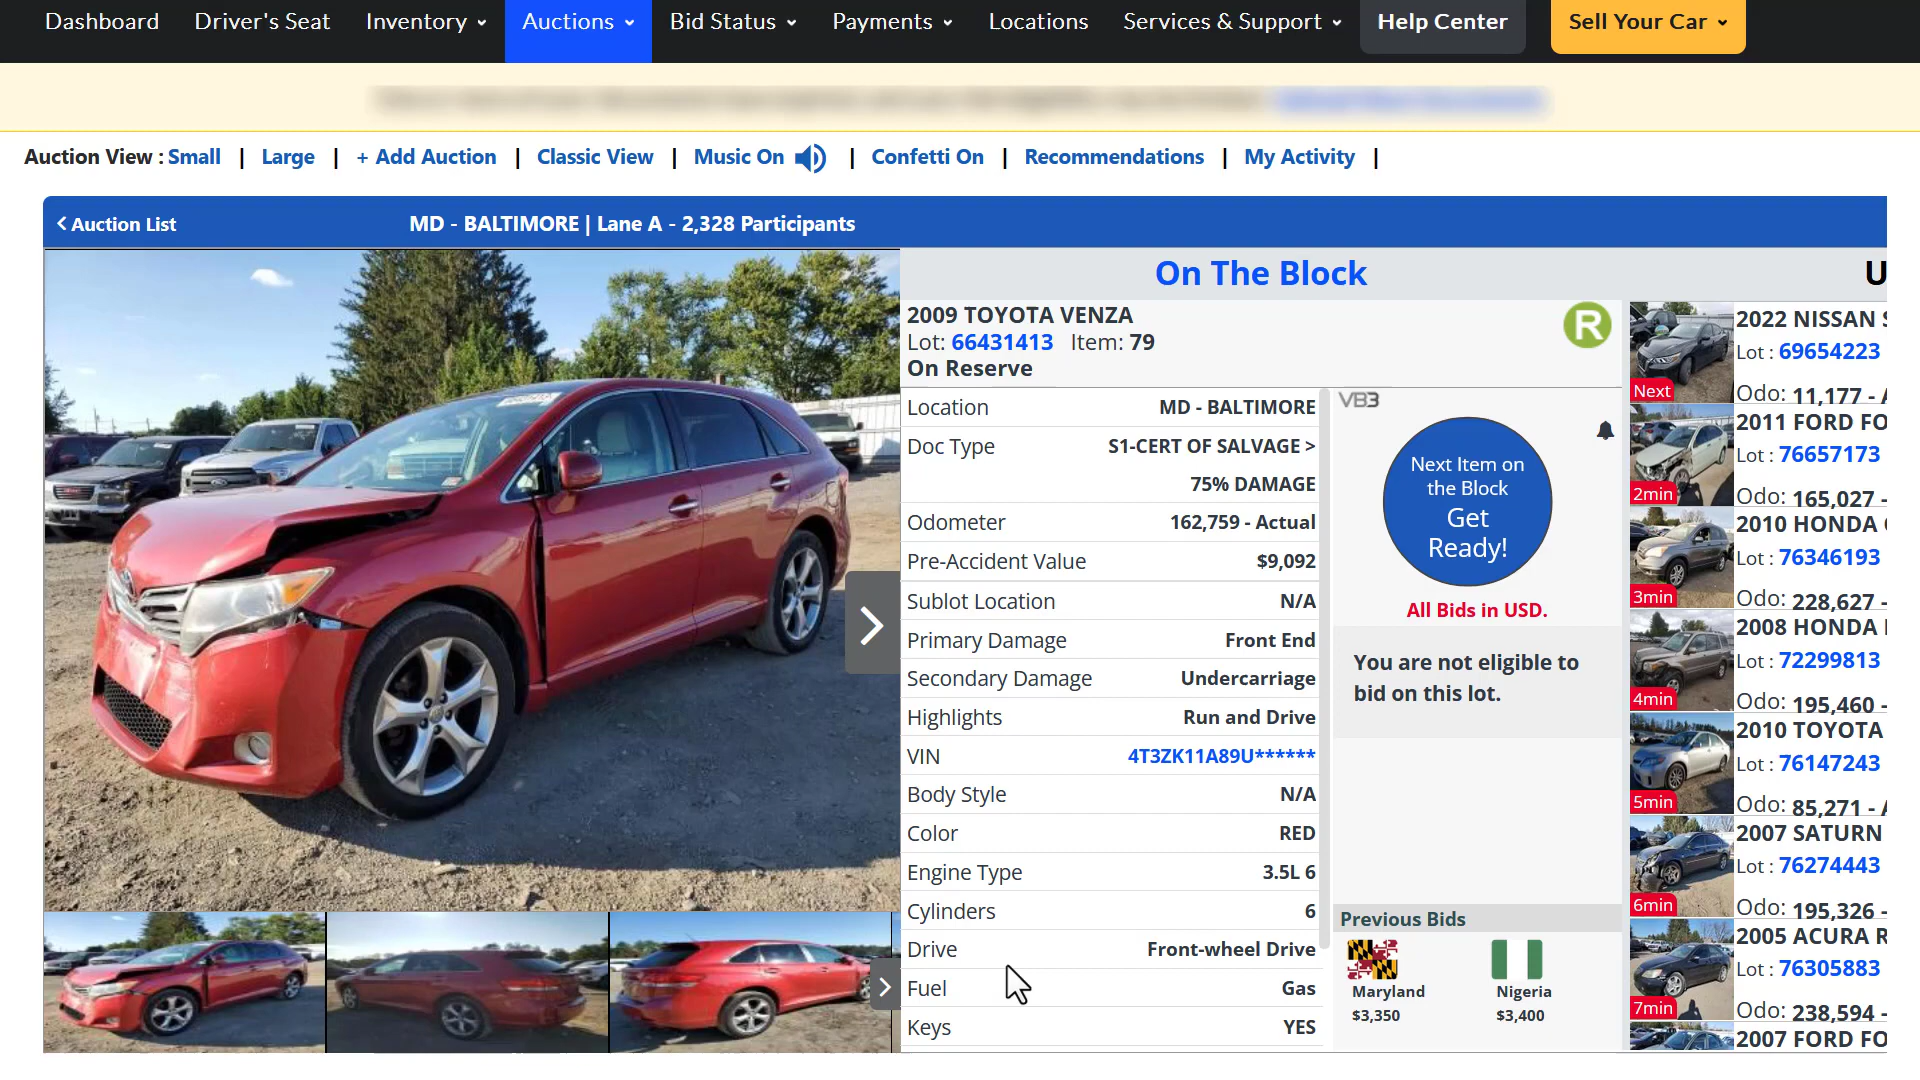 Dashboard Driver's Seat Inventory Auctions Bid Status Payments Locations Services & Support Help Center Sell Your Car
Auction View : Small | Large | + Add Auction | Classic View | Music On | Confetti On | Recommendations | My Activity |
< Auction List MD - BALTIMORE | Lane A - 2,328 Participants
On The Block
2009 TOYOTA VENZA
Lot: 66431413 Item: 79
On Reserve
R
Location MD - BALTIMORE
Doc Type S1-CERT OF SALVAGE >
75% DAMAGE
Odometer 162,759 - Actual
Pre-Accident Value $9,092
Sublot Location N/A
Primary Damage Front End
Secondary Damage Undercarriage
Highlights Run and Drive
VIN 4T3ZK11A89U******
Body Style N/A
Color RED
Engine Type 3.5L 6
Cylinders 6
Drive Front-wheel Drive
Fuel Gas
Keys YES
VB3
Next Item on
the Block
Get
Ready!
All Bids in USD.
You are not eligible to
bid on this lot.
Previous Bids
Maryland Nigeria
$3,350 $3,400
U
2022 NISSAN S
Lot : 69654223
Next
Odo: 11,177 - A
2011 FORD FO
Lot : 76657173
2min
Odo: 165,027 -
2010 HONDA
Lot : 76346193
3min
Odo: 228,627 -
2008 HONDA
Lot : 72299813
4min
Odo: 195,460 -
2010 TOYOTA
Lot : 76147243
5min
Odo: 85,271 - A
2007 SATURN
Lot : 76274443
6min
Odo: 195,326 -
2005 ACURA R
Lot : 76305883
7min
Odo: 238,594 -
2007 FORD FO